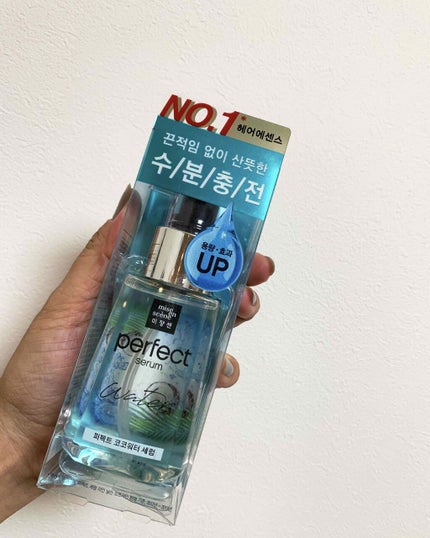 NO.1*
헤어에센스
끈적임 없이 산뜻한
수/분/충/전
용량·효과
UP
mise
en
scène
미쟝센
perfect
serum
water
퍼펙트 코코워터 세럼